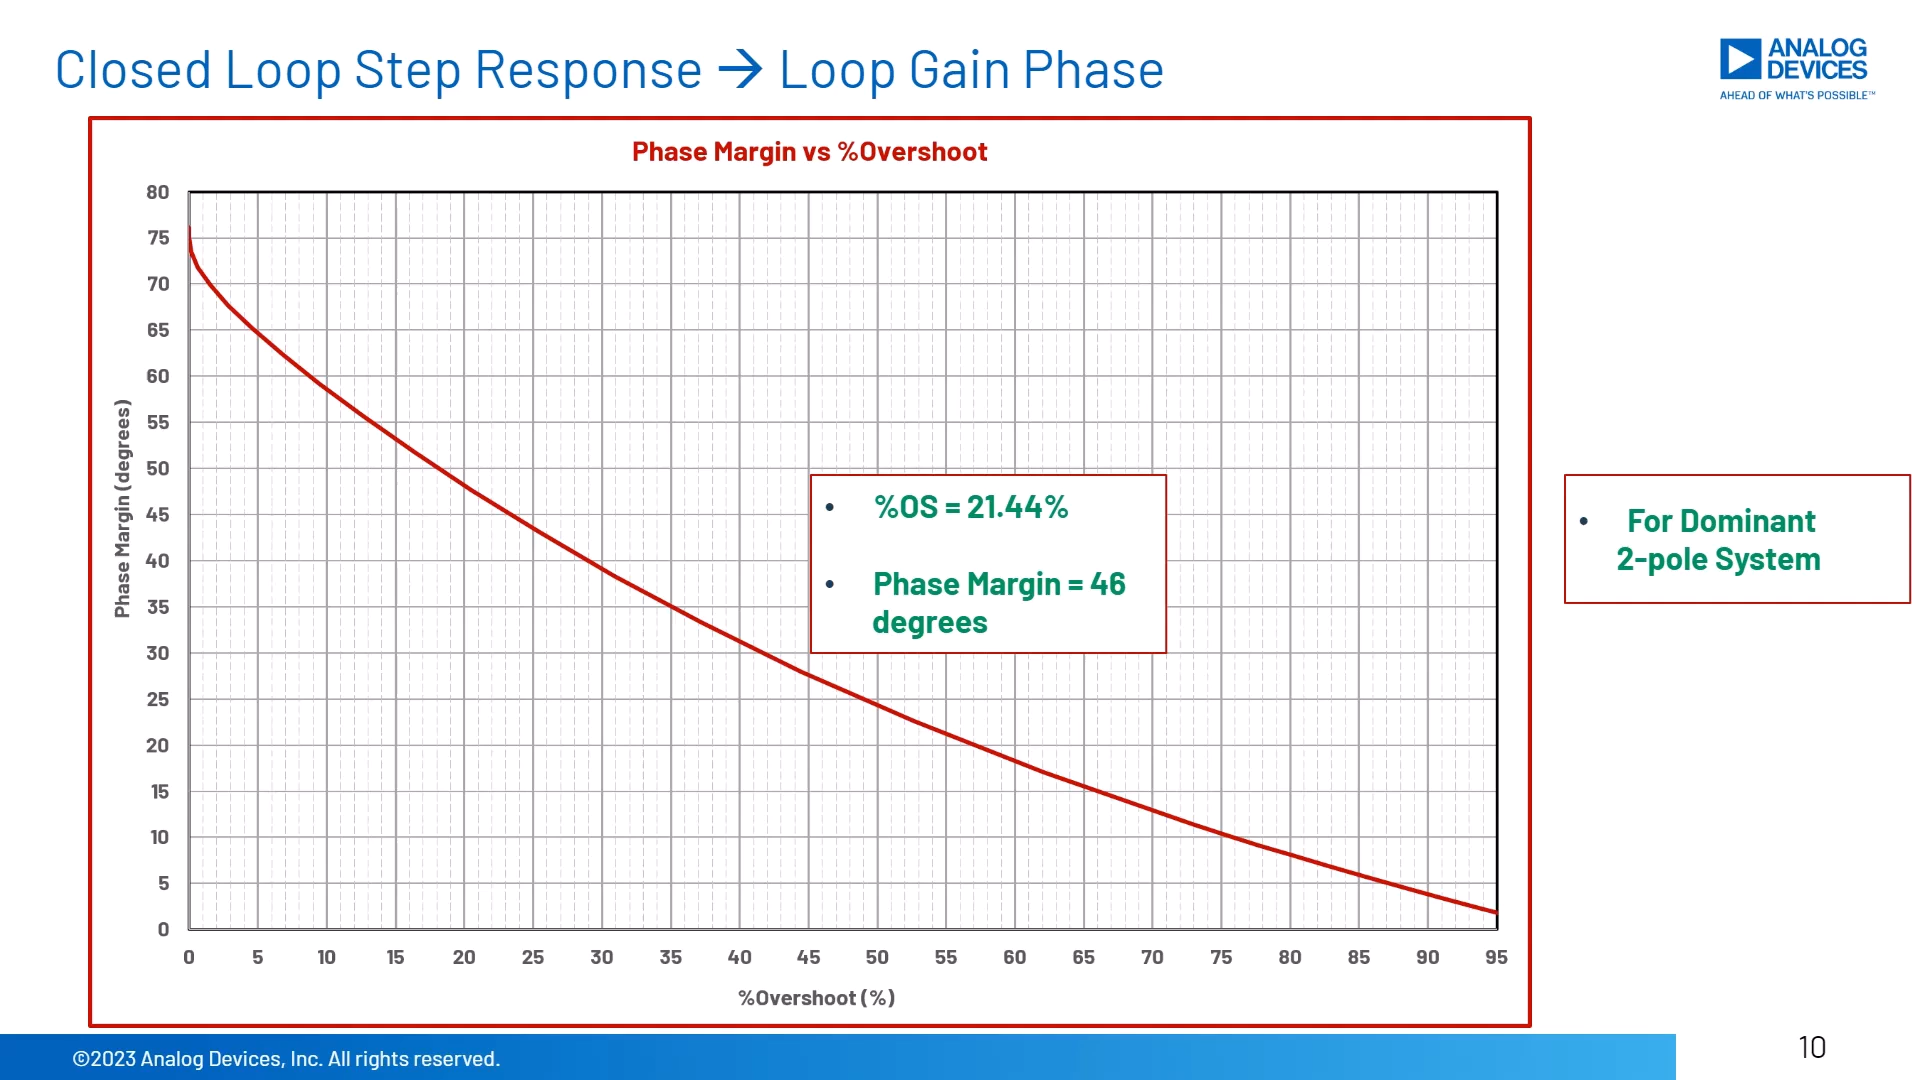 Closed Loop Step Response → Loop Gain Phase
ANALOG
DEVICES
AHEAD OF WHAT'S POSSIBLE™
Phase Margin vs %Overshoot
80
75
70
65
60
55
50
45
40
35
30
25
20
15
10
5
0
Phase Margin (degrees)
0 5 10 15 20 25 30 35 40 45 50 55 60 65 70 75 80 85 90 95
%Overshoot (%)
• %OS = 21.44%
• Phase Margin = 46
degrees
• For Dominant
2-pole System
©2023 Analog Devices, Inc. All rights reserved.
10